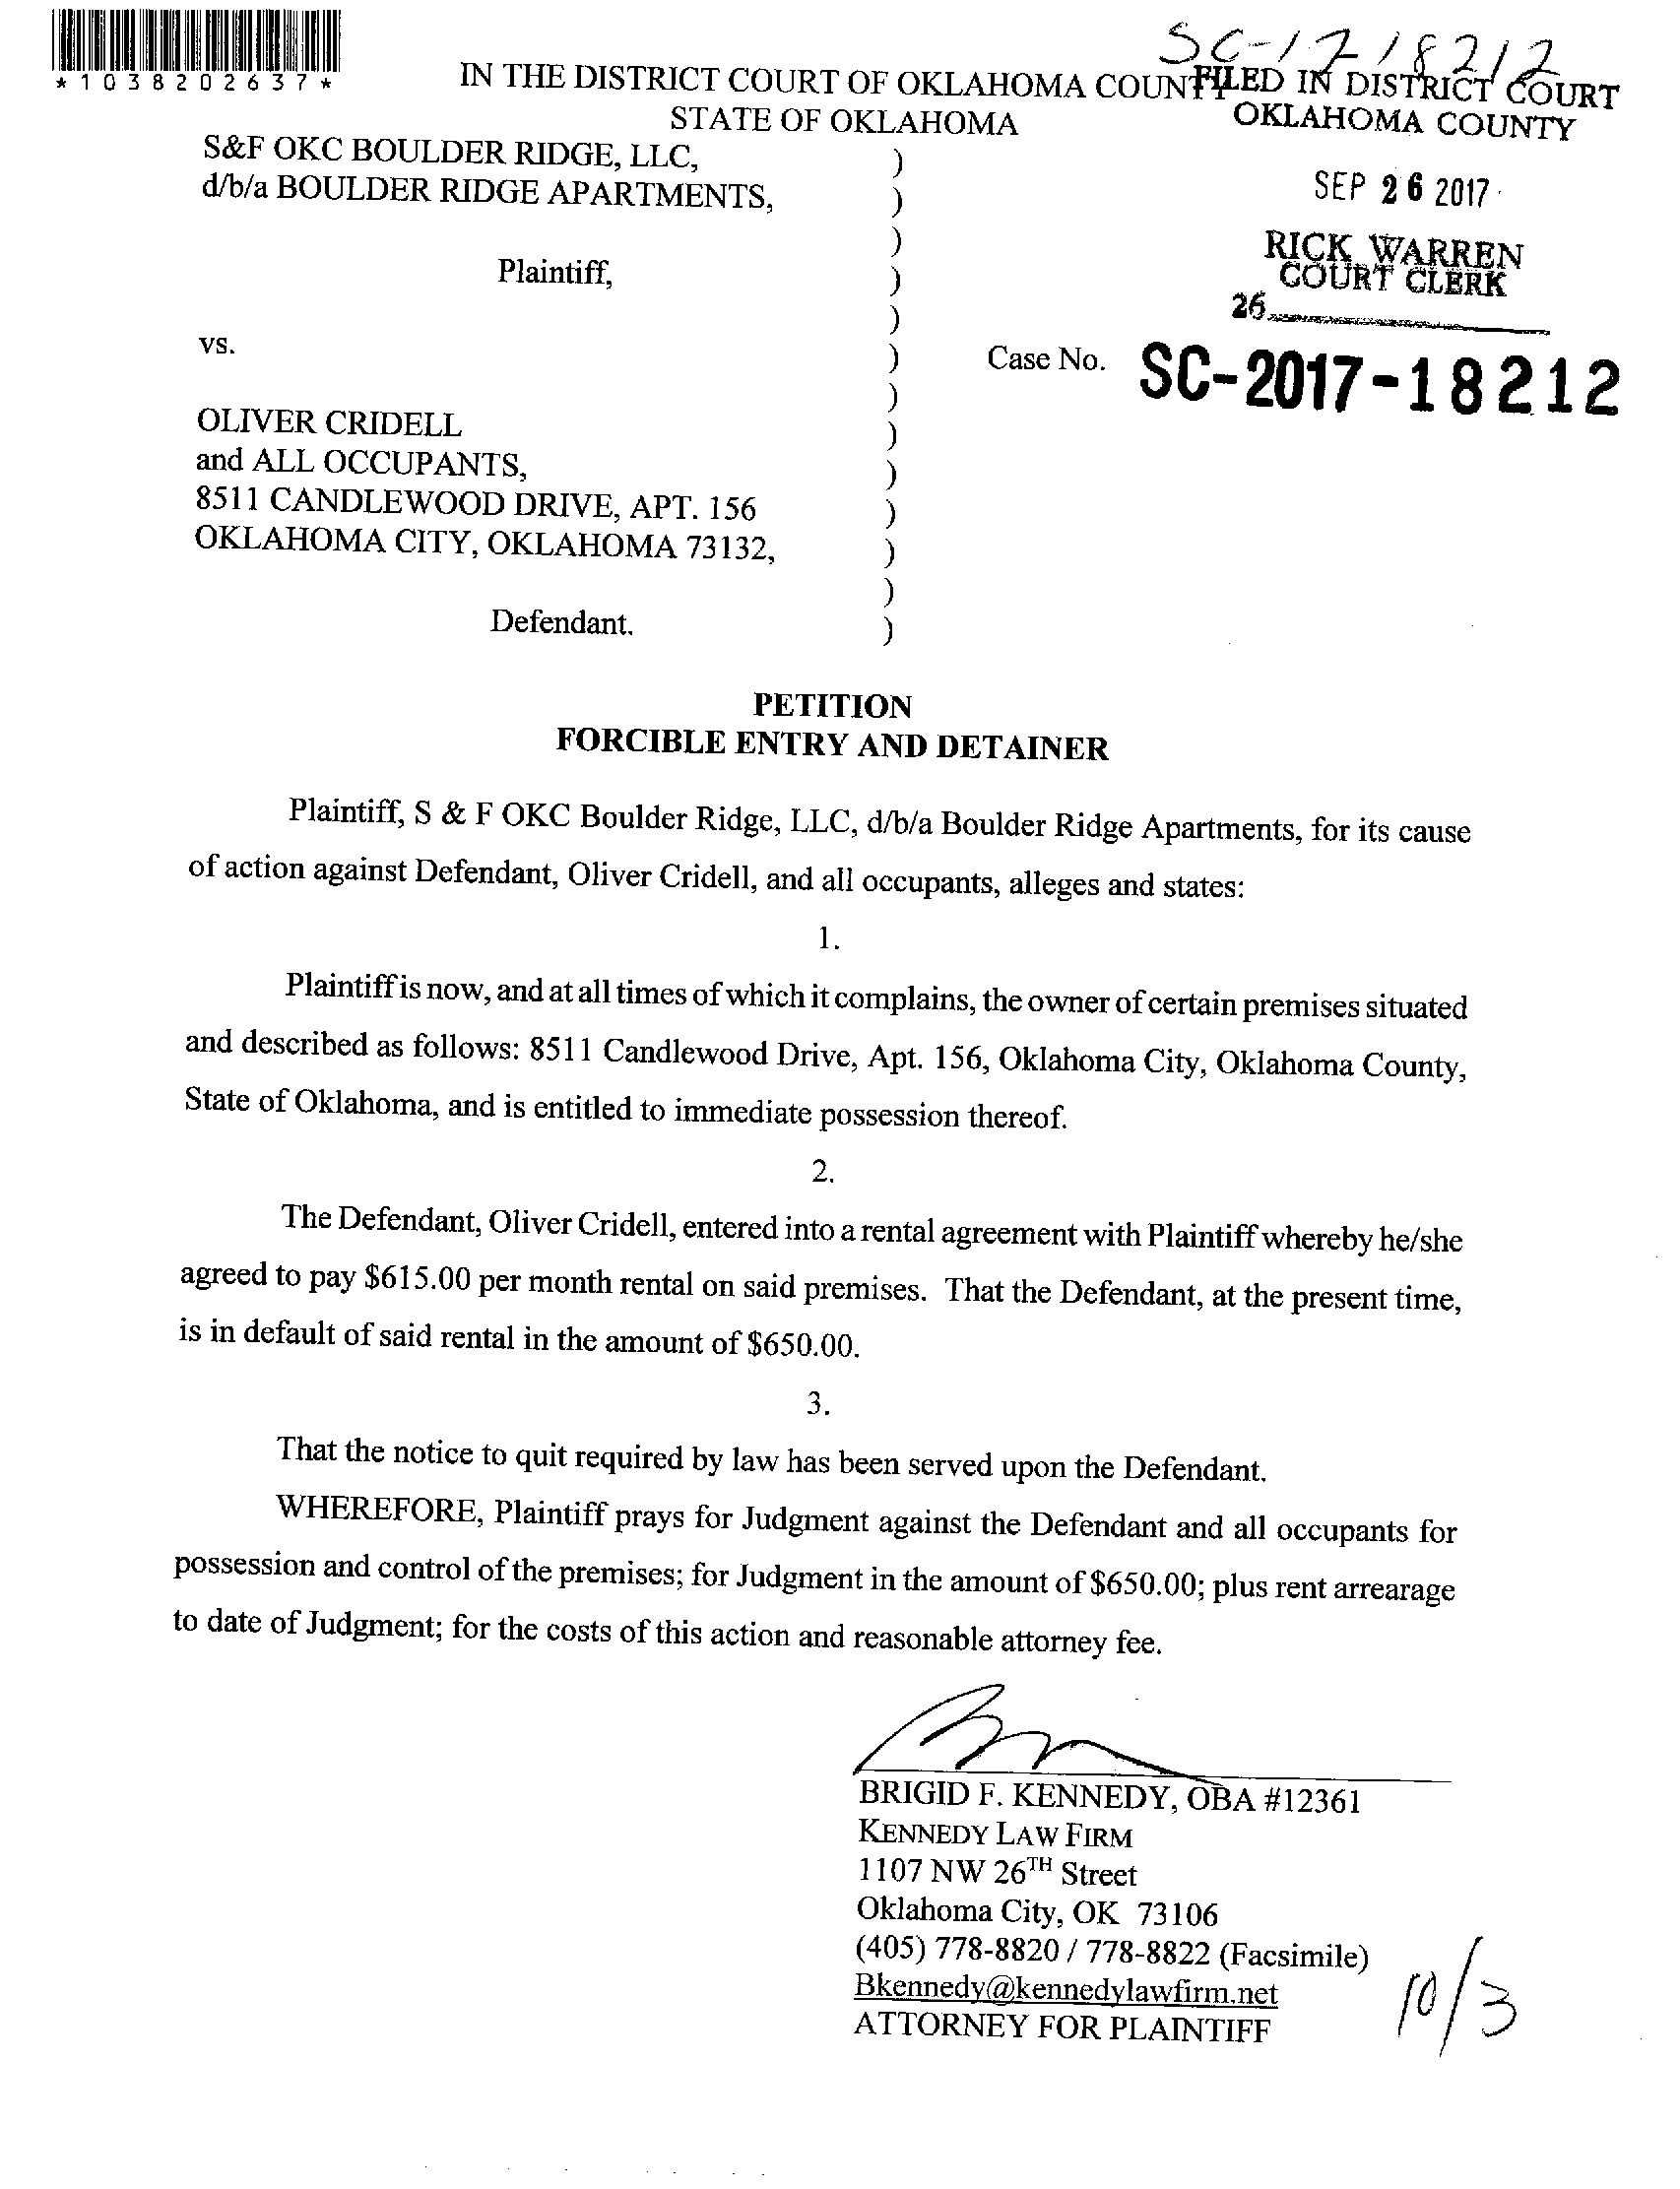 SC-1718212
*1038202637*
IN THE DISTRICT COURT OF OKLAHOMA COUNTY
STATE OF OKLAHOMA
FILED IN DISTRICT COURT
OKLAHOMA COUNTY
SEP 26 2017
RICK WARREN
COURT CLERK
26
S&F OKC BOULDER RIDGE, LLC, )
d/b/a BOULDER RIDGE APARTMENTS, )
)
Plaintiff, )
)
vs. )
Case No. SC-2017-18212
)
OLIVER CRIDELL )
and ALL OCCUPANTS, )
8511 CANDLEWOOD DRIVE, APT. 156 )
OKLAHOMA CITY, OKLAHOMA 73132, )
)
Defendant. )
PETITION
FORCIBLE ENTRY AND DETAINER
Plaintiff, S & F OKC Boulder Ridge, LLC, d/b/a Boulder Ridge Apartments, for its cause
of action against Defendant, Oliver Cridell, and all occupants, alleges and states:
1.
Plaintiff is now, and at all times of which it complains, the owner of certain premises situated
and described as follows: 8511 Candlewood Drive, Apt. 156, Oklahoma City, Oklahoma County,
State of Oklahoma, and is entitled to immediate possession thereof.
2.
The Defendant, Oliver Cridell, entered into a rental agreement with Plaintiff whereby he/she
agreed to pay $615.00 per month rental on said premises. That the Defendant, at the present time,
is in default of said rental in the amount of $650.00.
3.
That the notice to quit required by law has been served upon the Defendant.
WHEREFORE, Plaintiff prays for Judgment against the Defendant and all occupants for
possession and control of the premises; for Judgment in the amount of $650.00; plus rent arrearage
to date of Judgment; for the costs of this action and reasonable attorney fee.
BRIGID F. KENNEDY, OBA #12361
KENNEDY LAW FIRM
1107 NW 26TH Street
Oklahoma City, OK 73106
(405) 778-8820 / 778-8822 (Facsimile)
Bkennedy@kennedylawfirm.net
ATTORNEY FOR PLAINTIFF
10/3